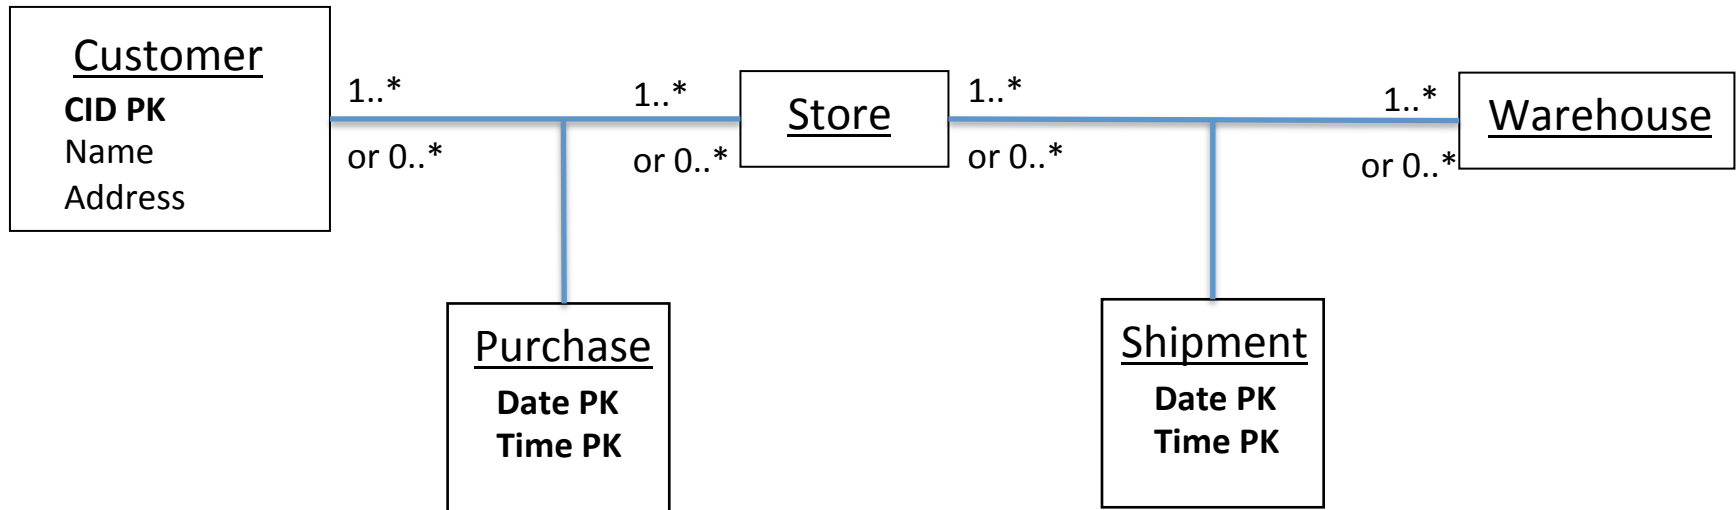 Customer
CID PK
Name
Address
1..*
or 0..*
1..*
or 0..*
Store
1..*
or 0..*
1..*
or 0..*
Warehouse
Purchase
Date PK
Time PK
Shipment
Date PK
Time PK